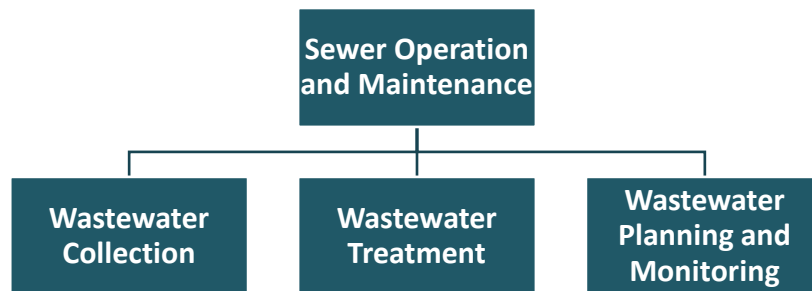 Sewer Operation
and Maintenance
Wastewater
Collection
Wastewater
Treatment
Wastewater
Planning and
Monitoring